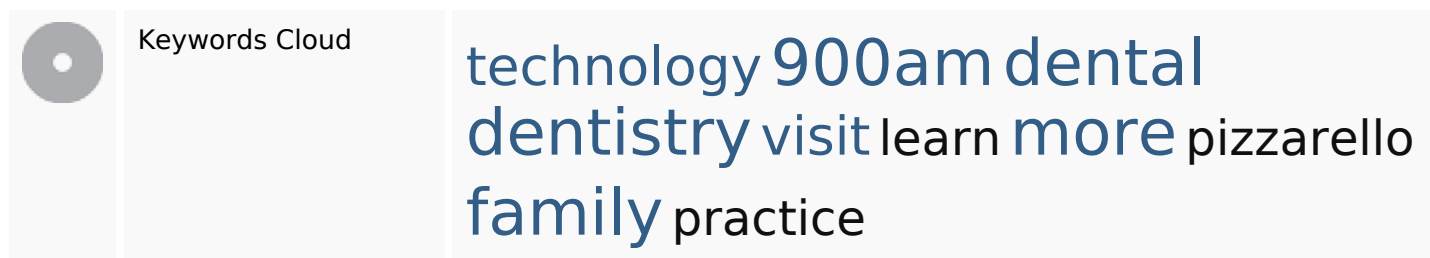 Keywords Cloud
technology 900am dental
dentistry visit learn more pizzarello
family practice